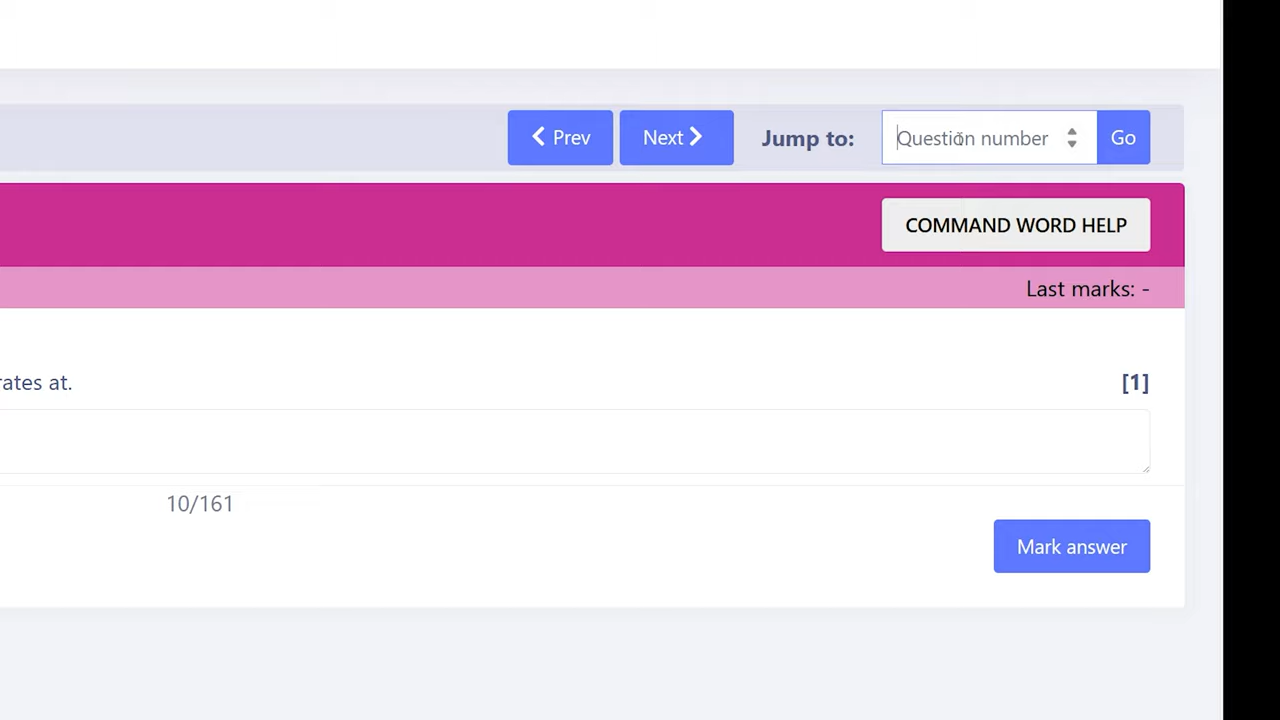 Prev Next Jump to: Question number Go
COMMAND WORD HELP
Last marks: -
rates at. [1]
10/161
Mark answer